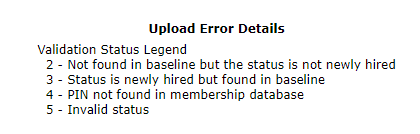 Upload Error Details
Validation Status Legend
2 - Not found in baseline but the status is not newly hired
3 - Status is newly hired but found in baseline
4 - PIN not found in membership database
5 - Invalid status